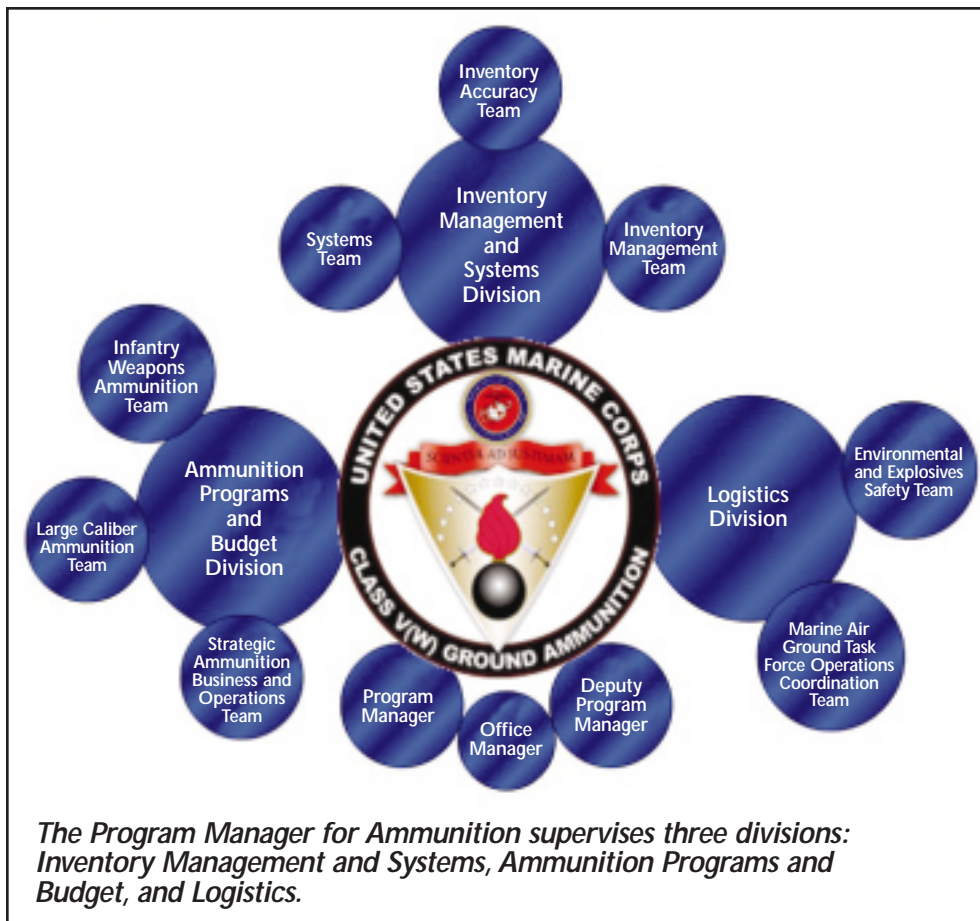 Inventory
Accuracy
Team
Inventory
Management
and
Systems
Division
Systems
Team
Inventory
Management
Team
Infantry
Weapons
Ammunition
Team
Ammunition
Programs
and
Budget
Division
Large Caliber
Ammunition
Team
Strategic
Ammunition
Business and
Operations
Team
UNITED STATES MARINE CORPS
SCIENTIA AD JUSTIMAM
CLASS V(W) GROUND AMMUNITION
Logistics
Division
Environmental
and Explosives
Safety Team
Marine Air
Ground Task
Force Operations
Coordination
Team
Program
Manager
Office
Manager
Deputy
Program
Manager
The Program Manager for Ammunition supervises three divisions:
Inventory Management and Systems, Ammunition Programs and
Budget, and Logistics.